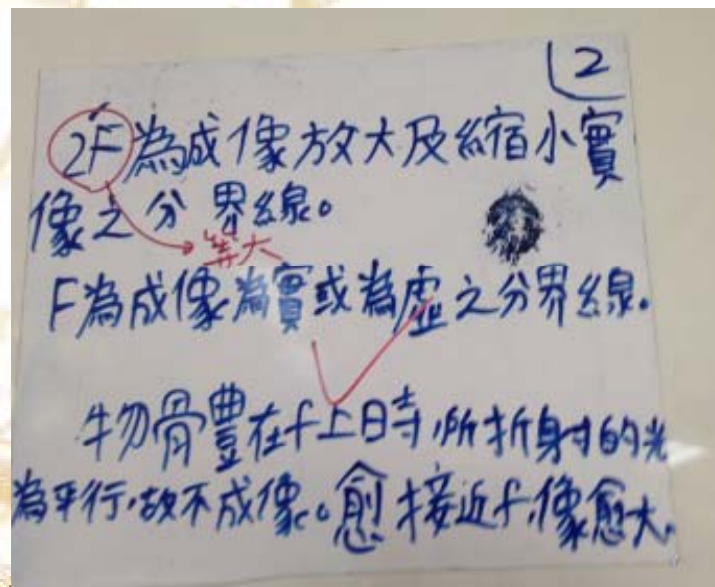 2
2F為成像放大及縮小實
像之分界線。
等大
F為成像為實或為虛之分界線。
物體在f上時,所折射的光
為平行,故不成像。愈接近f,像愈大。